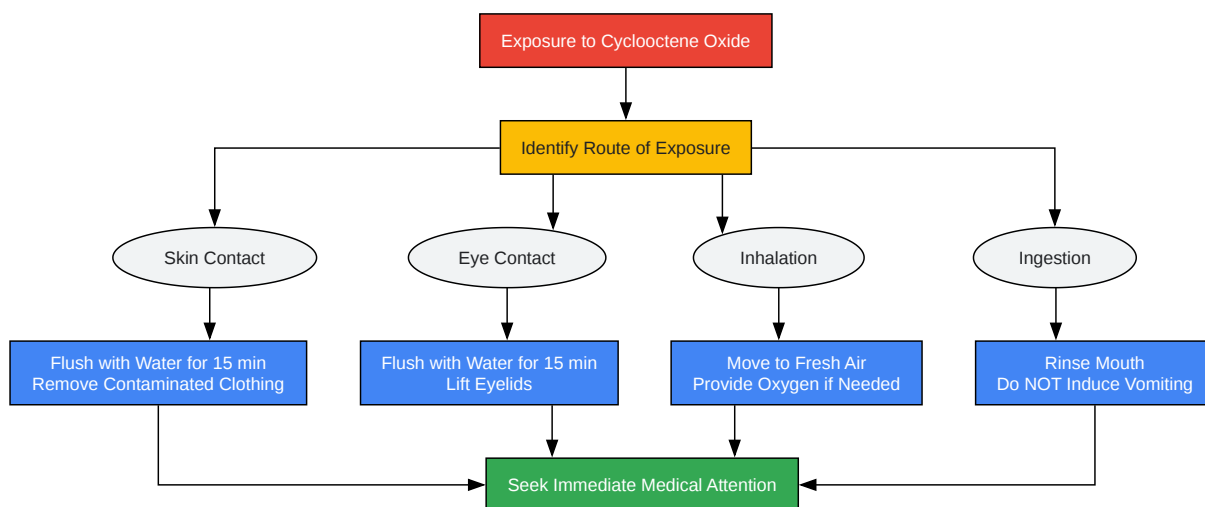 Exposure to Cyclooctene Oxide
Identify Route of Exposure
Skin Contact
Eye Contact
Inhalation
Ingestion
Flush with Water for 15 min
Remove Contaminated Clothing
Flush with Water for 15 min
Lift Eyelids
Move to Fresh Air
Provide Oxygen if Needed
Rinse Mouth
Do NOT Induce Vomiting
Seek Immediate Medical Attention